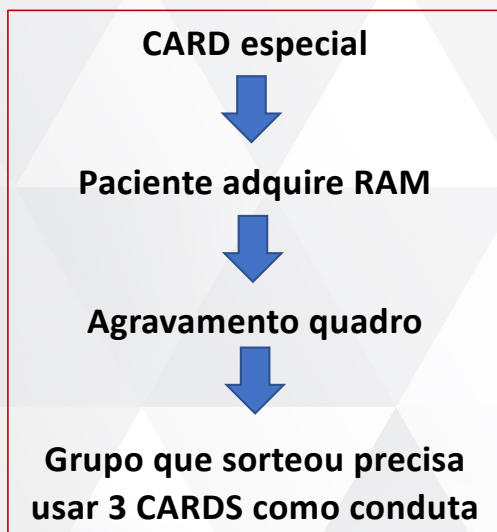 CARD especial
Paciente adquire RAM
Agravamento quadro
Grupo que sorteou precisa
usar 3 CARDS como conduta